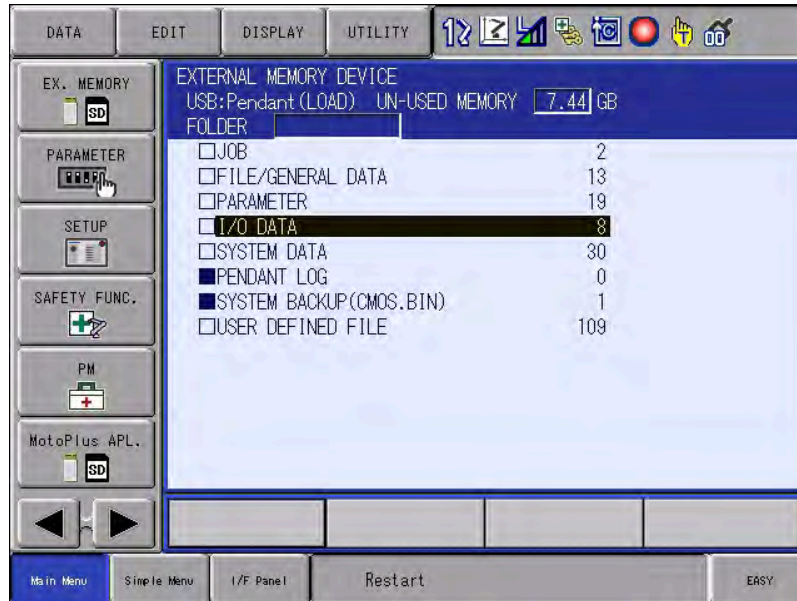 DATA EDIT DISPLAY UTILITY
EX. MEMORY
SD
PARAMETER
SETUP
SAFETY FUNC.
PM
MotoPlus APL.
SD
EXTERNAL MEMORY DEVICE
USB:Pendant(LOAD) UN-USED MEMORY 7.44 GB
FOLDER
JOB 2
FILE/GENERAL DATA 13
PARAMETER 19
I/O DATA 8
SYSTEM DATA 30
PENDANT LOG 0
SYSTEM BACKUP(CMOS.BIN) 1
USER DEFINED FILE 109
Main Menu Simple Menu I/F Panel Restart EASY